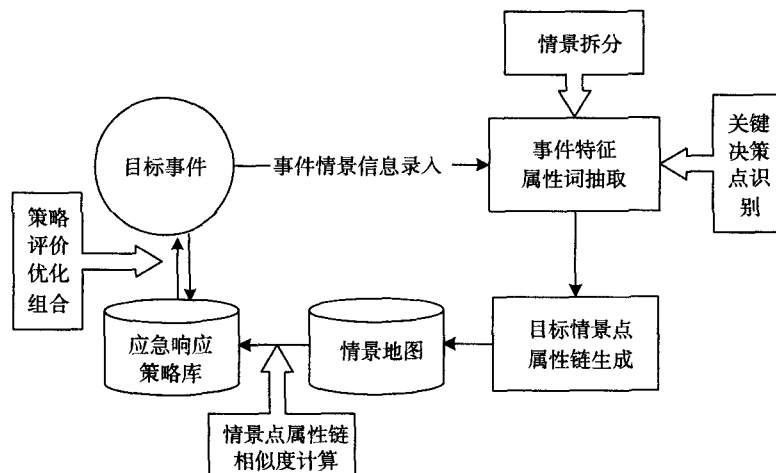 情景拆分
目标事件
事件情景信息录入
事件特征
属性词抽取
关键
决策
点识
别
策略
评价
优化
组合
应急响应
策略库
情景地图
目标情景点
属性链生成
情景点属性链
相似度计算